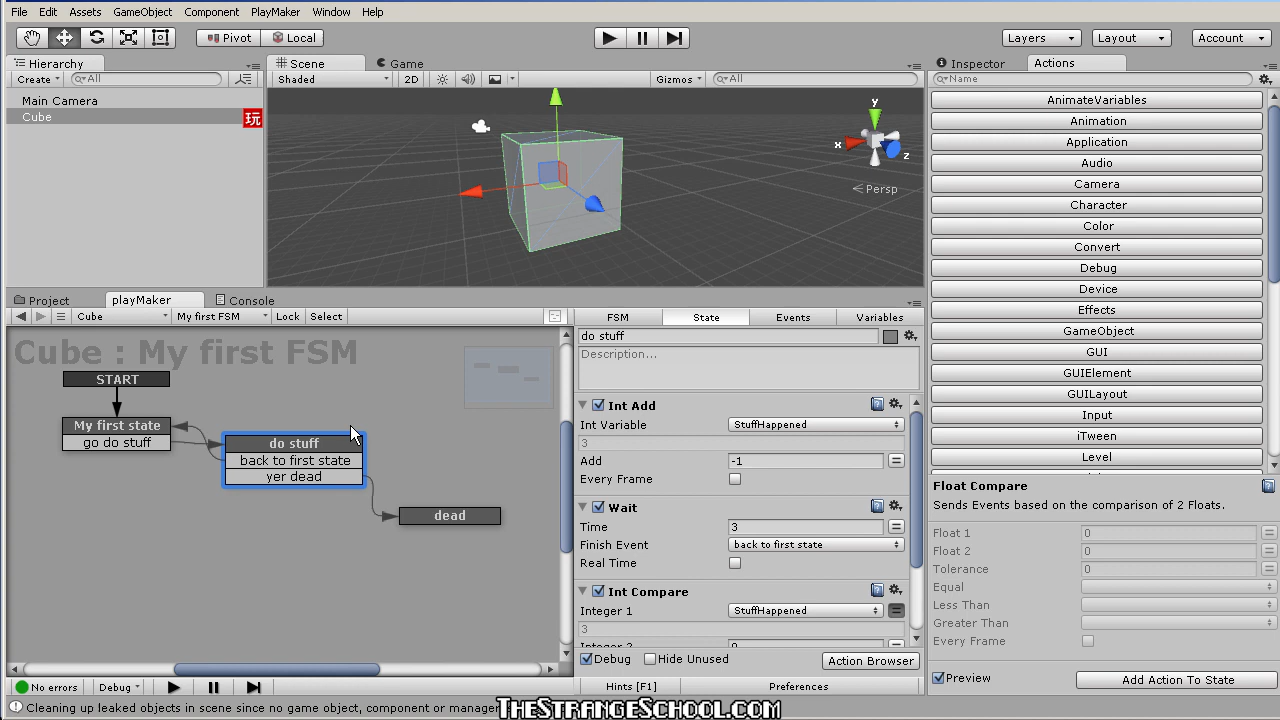 File Edit Assets GameObject Component PlayMaker Window Help
Pivot Local Layers Layout Account
Hierarchy
Create All
Main Camera
Cube 玩
Scene Game
Shaded 2D Gizmos All
y
x
z
Persp
Inspector Actions
Name
AnimateVariables
Animation
Application
Audio
Camera
Character
Color
Convert
Debug
Device
Effects
GameObject
GUI
GUIElement
GUILayout
Input
iTween
Level
Project playMaker Console
Cube My first FSM Lock Select
Cube : My first FSM
START
My first state
go do stuff
do stuff
back to first state
yer dead
dead
FSM State Events Variables
do stuff
Description...
Int Add
Int Variable StuffHappened
3
Add -1
Every Frame
Wait
Time 3
Finish Event back to first state
Real Time
Int Compare
Integer 1 StuffHappened
3
Integer 2 0
Debug Hide Unused Action Browser
Hints [F1] Preferences
Float Compare
Sends Events based on the comparison of 2 Floats.
Float 1 0
Float 2 0
Tolerance 0
Equal
Less Than
Greater Than
Every Frame
Preview Add Action To State
No errors Debug
Cleaning up leaked objects in scene since no game object, component or manager
THESTRANGESCHOOL.COM